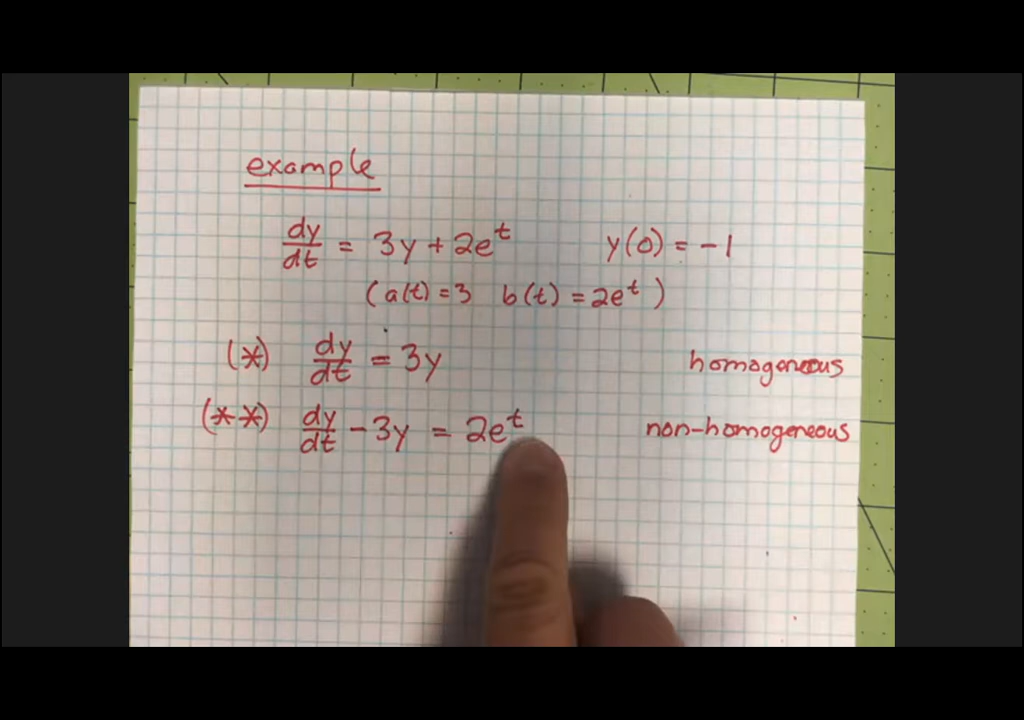 example
dy/dt = 3y + 2e^t    y(0) = -1
(a(t) = 3  b(t) = 2e^t)
(*) dy/dt = 3y    homogeneous
(**) dy/dt - 3y = 2e^t    non-homogeneous